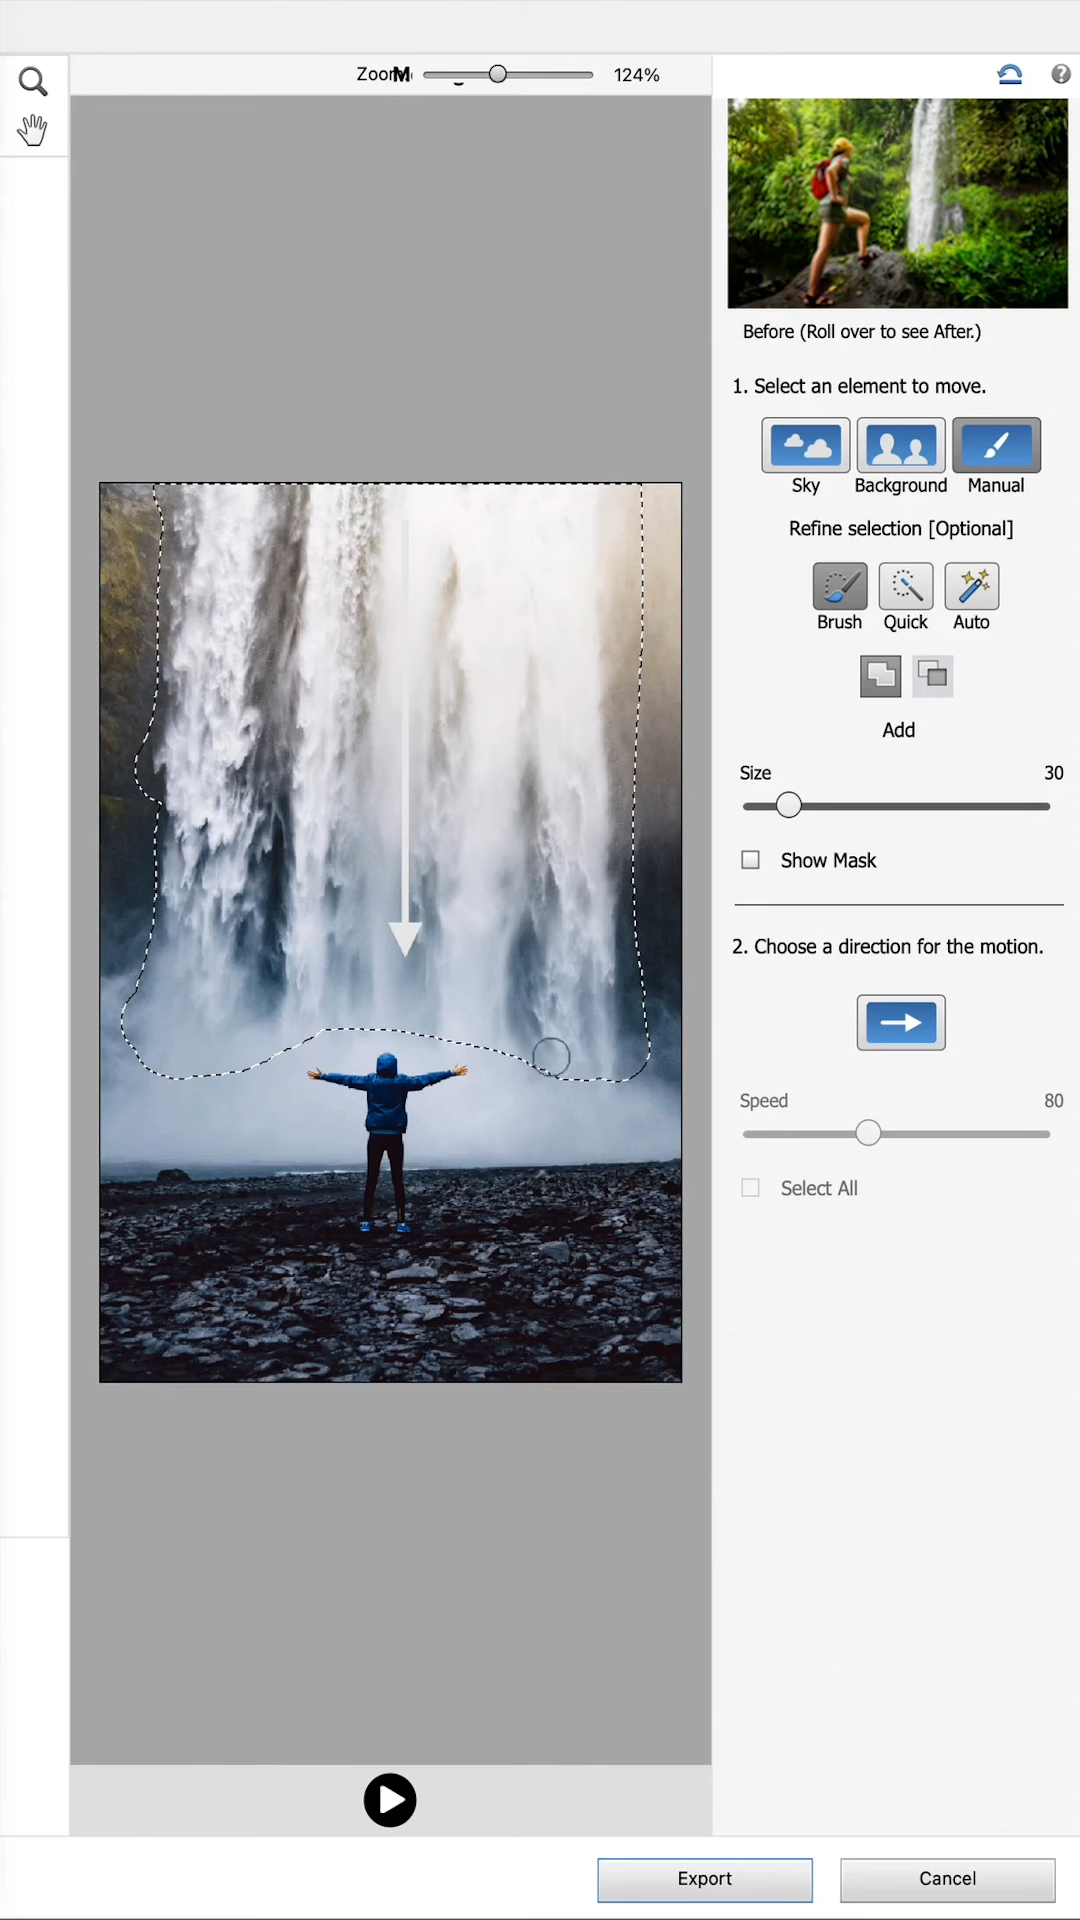 124%
Before (Roll over to see After.)
1. Select an element to move.
Sky
Background
Manual
Refine selection [Optional]
Brush
Quick
Auto
Add
Size
30
Show Mask
2. Choose a direction for the motion.
Speed
80
Select All
Export
Cancel